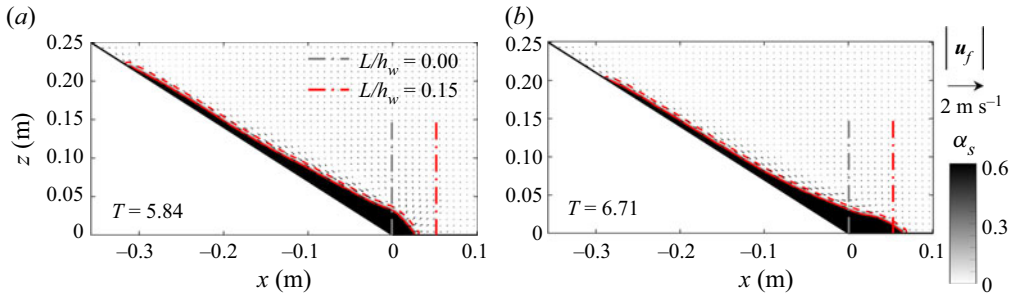 (a)
0.25
0.20
0.15
0.10
0.05
0
z (m)
L/h_w = 0.00
L/h_w = 0.15
T = 5.84
–0.3
–0.2
–0.1
0
0.1
x (m)
(b)
0.25
0.20
0.15
0.10
0.05
0
T = 6.71
–0.3
–0.2
–0.1
0
0.1
x (m)
|u_f|
2 m s⁻¹
α_s
0.6
0.3
0